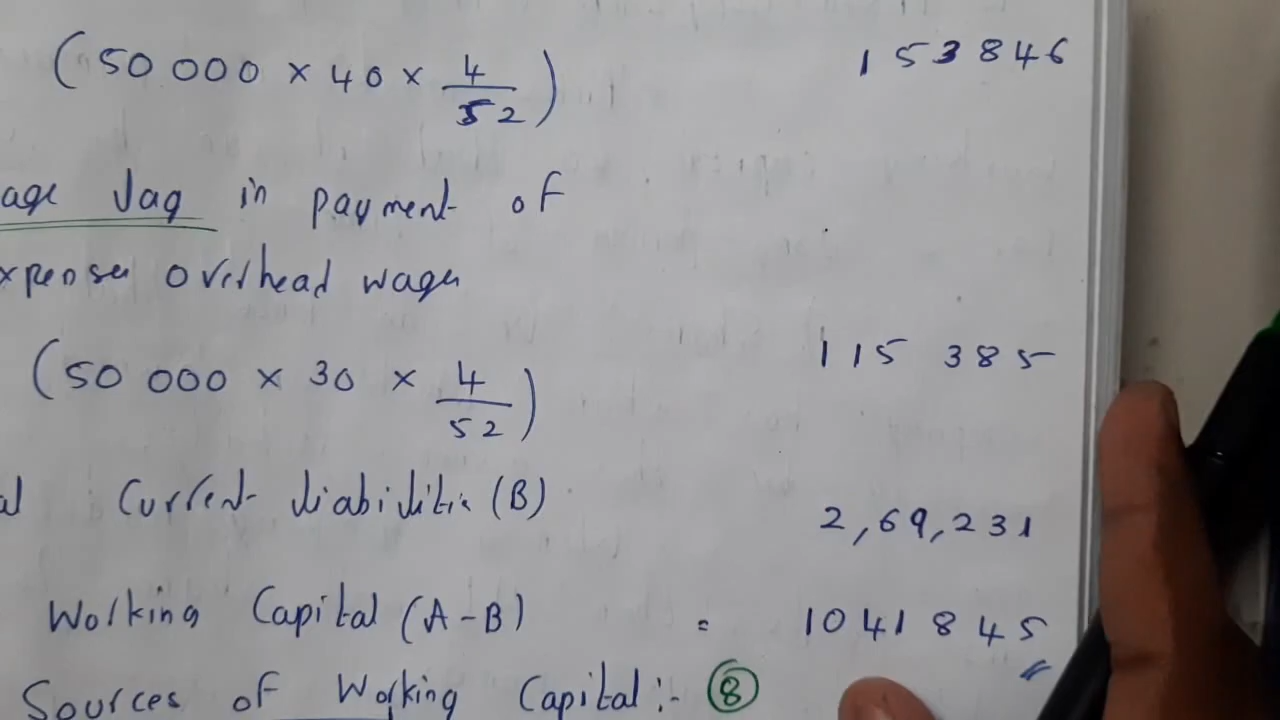 (50 000 × 40 × 4/52) 153846
age lag in payment of
xpenses overhead wages
(50 000 × 30 × 4/52) 115 385
al Current liabilities (B) 2,69,231
Working Capital (A-B) = 1041845
Sources of Working Capital:- 8